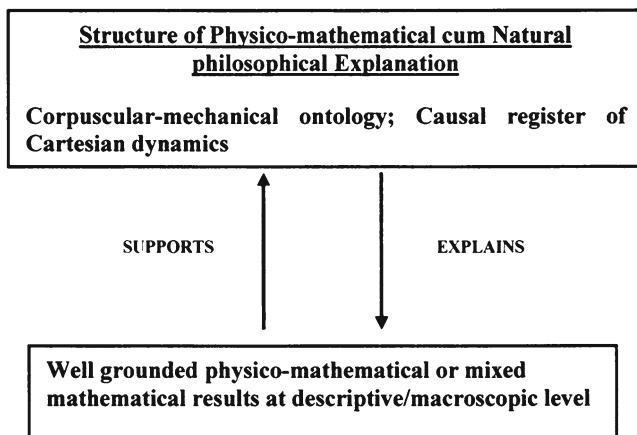 Structure of Physico-mathematical cum Natural
philosophical Explanation
Corpuscular-mechanical ontology; Causal register of
Cartesian dynamics
SUPPORTS EXPLAINS
Well grounded physico-mathematical or mixed
mathematical results at descriptive/macroscopic level